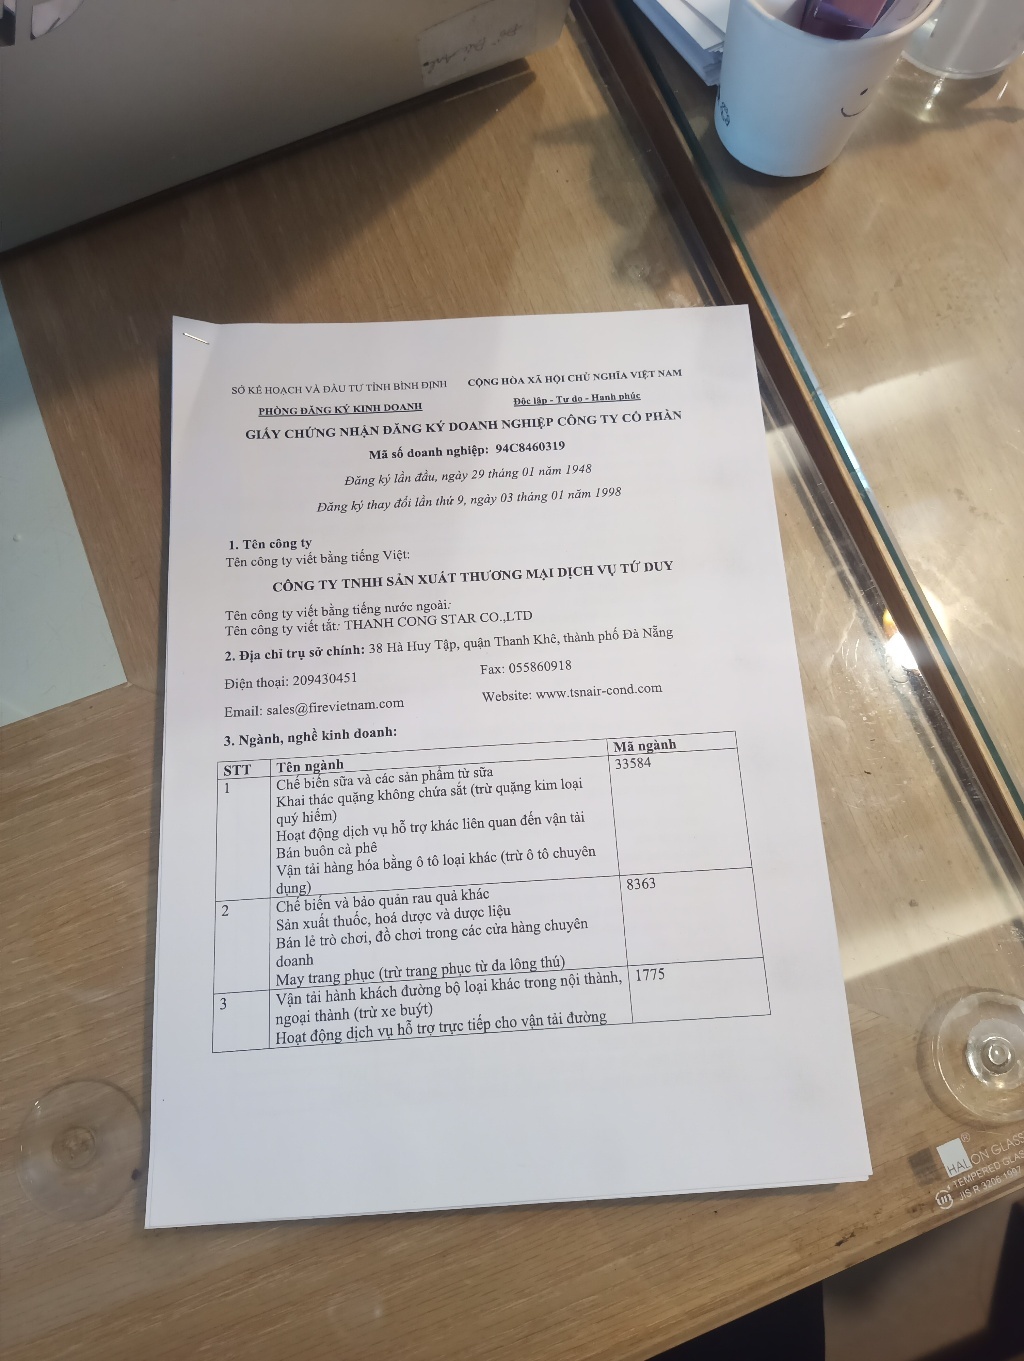 SỞ KẾ HOẠCH VÀ ĐẦU TƯ TỈNH BÌNH ĐỊNH
CỘNG HÒA XÃ HỘI CHỦ NGHĨA VIỆT NAM
PHÒNG ĐĂNG KÝ KINH DOANH
Độc lập - Tự do - Hạnh phúc
GIẤY CHỨNG NHẬN ĐĂNG KÝ DOANH NGHIỆP CÔNG TY CỔ PHẦN
Mã số doanh nghiệp: 94C8460319
Đăng ký lần đầu, ngày 29 tháng 01 năm 1948
Đăng ký thay đổi lần thứ 9, ngày 03 tháng 01 năm 1998
1. Tên công ty
Tên công ty viết bằng tiếng Việt:
CÔNG TY TNHH SẢN XUẤT THƯƠNG MẠI DỊCH VỤ TỨ DUY
Tên công ty viết bằng tiếng nước ngoài:
Tên công ty viết tắt: THANH CONG STAR CO.,LTD
2. Địa chỉ trụ sở chính: 38 Hà Huy Tập, quận Thanh Khê, thành phố Đà Nẵng
Điện thoại: 209430451
Fax: 055860918
Email: sales@firevietnam.com
Website: www.tsnair-cond.com
3. Ngành, nghề kinh doanh:
STT Tên ngành Mã ngành
1 Chế biến sữa và các sản phẩm từ sữa 33584
Khai thác quặng không chứa sắt (trừ quặng kim loại
quý hiếm)
Hoạt động dịch vụ hỗ trợ khác liên quan đến vận tải
Bán buôn cà phê
Vận tải hàng hóa bằng ô tô loại khác (trừ ô tô chuyên
dụng)
2 Chế biến và bảo quản rau quả khác 8363
Sản xuất thuốc, hoá dược và dược liệu
Bán lẻ trò chơi, đồ chơi trong các cửa hàng chuyên
doanh
May trang phục (trừ trang phục từ da lông thú)
3 Vận tải hành khách đường bộ loại khác trong nội thành, 1775
ngoại thành (trừ xe buýt)
Hoạt động dịch vụ hỗ trợ trực tiếp cho vận tải đường
HALON GLASS
TEMPERED GLAS
JIS R 3206:1997